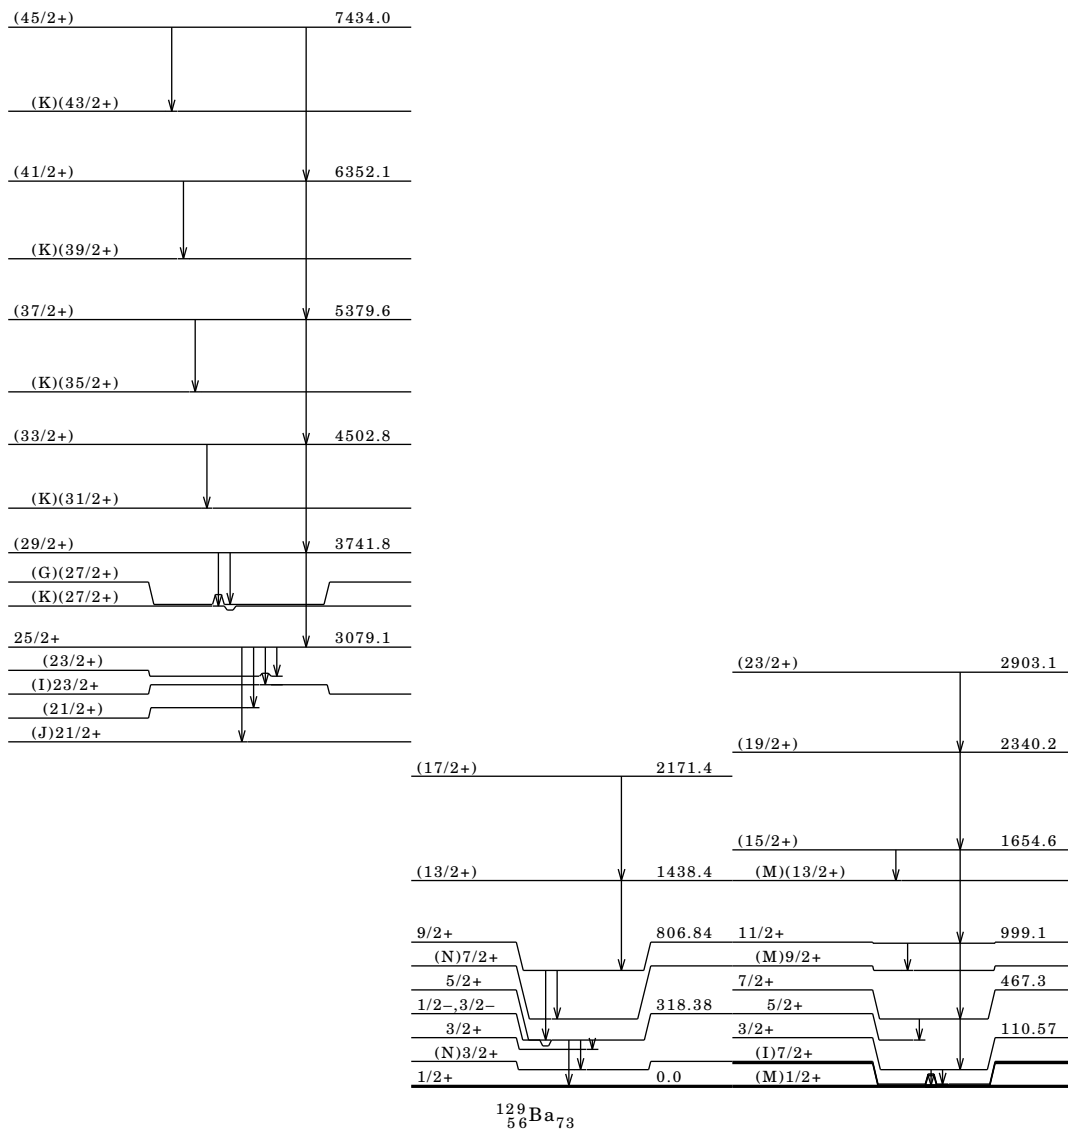 (45/2+) 7434.0
(K)(43/2+)
(41/2+) 6352.1
(K)(39/2+)
(37/2+) 5379.6
(K)(35/2+)
(33/2+) 4502.8
(K)(31/2+)
(29/2+) 3741.8
(G)(27/2+)
(K)(27/2+)
25/2+ 3079.1
(23/2+)
(I)23/2+
(21/2+)
(J)21/2+
(17/2+) 2171.4
(13/2+) 1438.4
9/2+ 806.84
(N)7/2+
5/2+
1/2−,3/2− 318.38
3/2+
(N)3/2+
1/2+ 0.0
(23/2+) 2903.1
(19/2+) 2340.2
(15/2+) 1654.6
(M)(13/2+)
11/2+ 999.1
(M)9/2+
7/2+ 467.3
5/2+
3/2+ 110.57
(I)7/2+
(M)1/2+
129
56Ba73